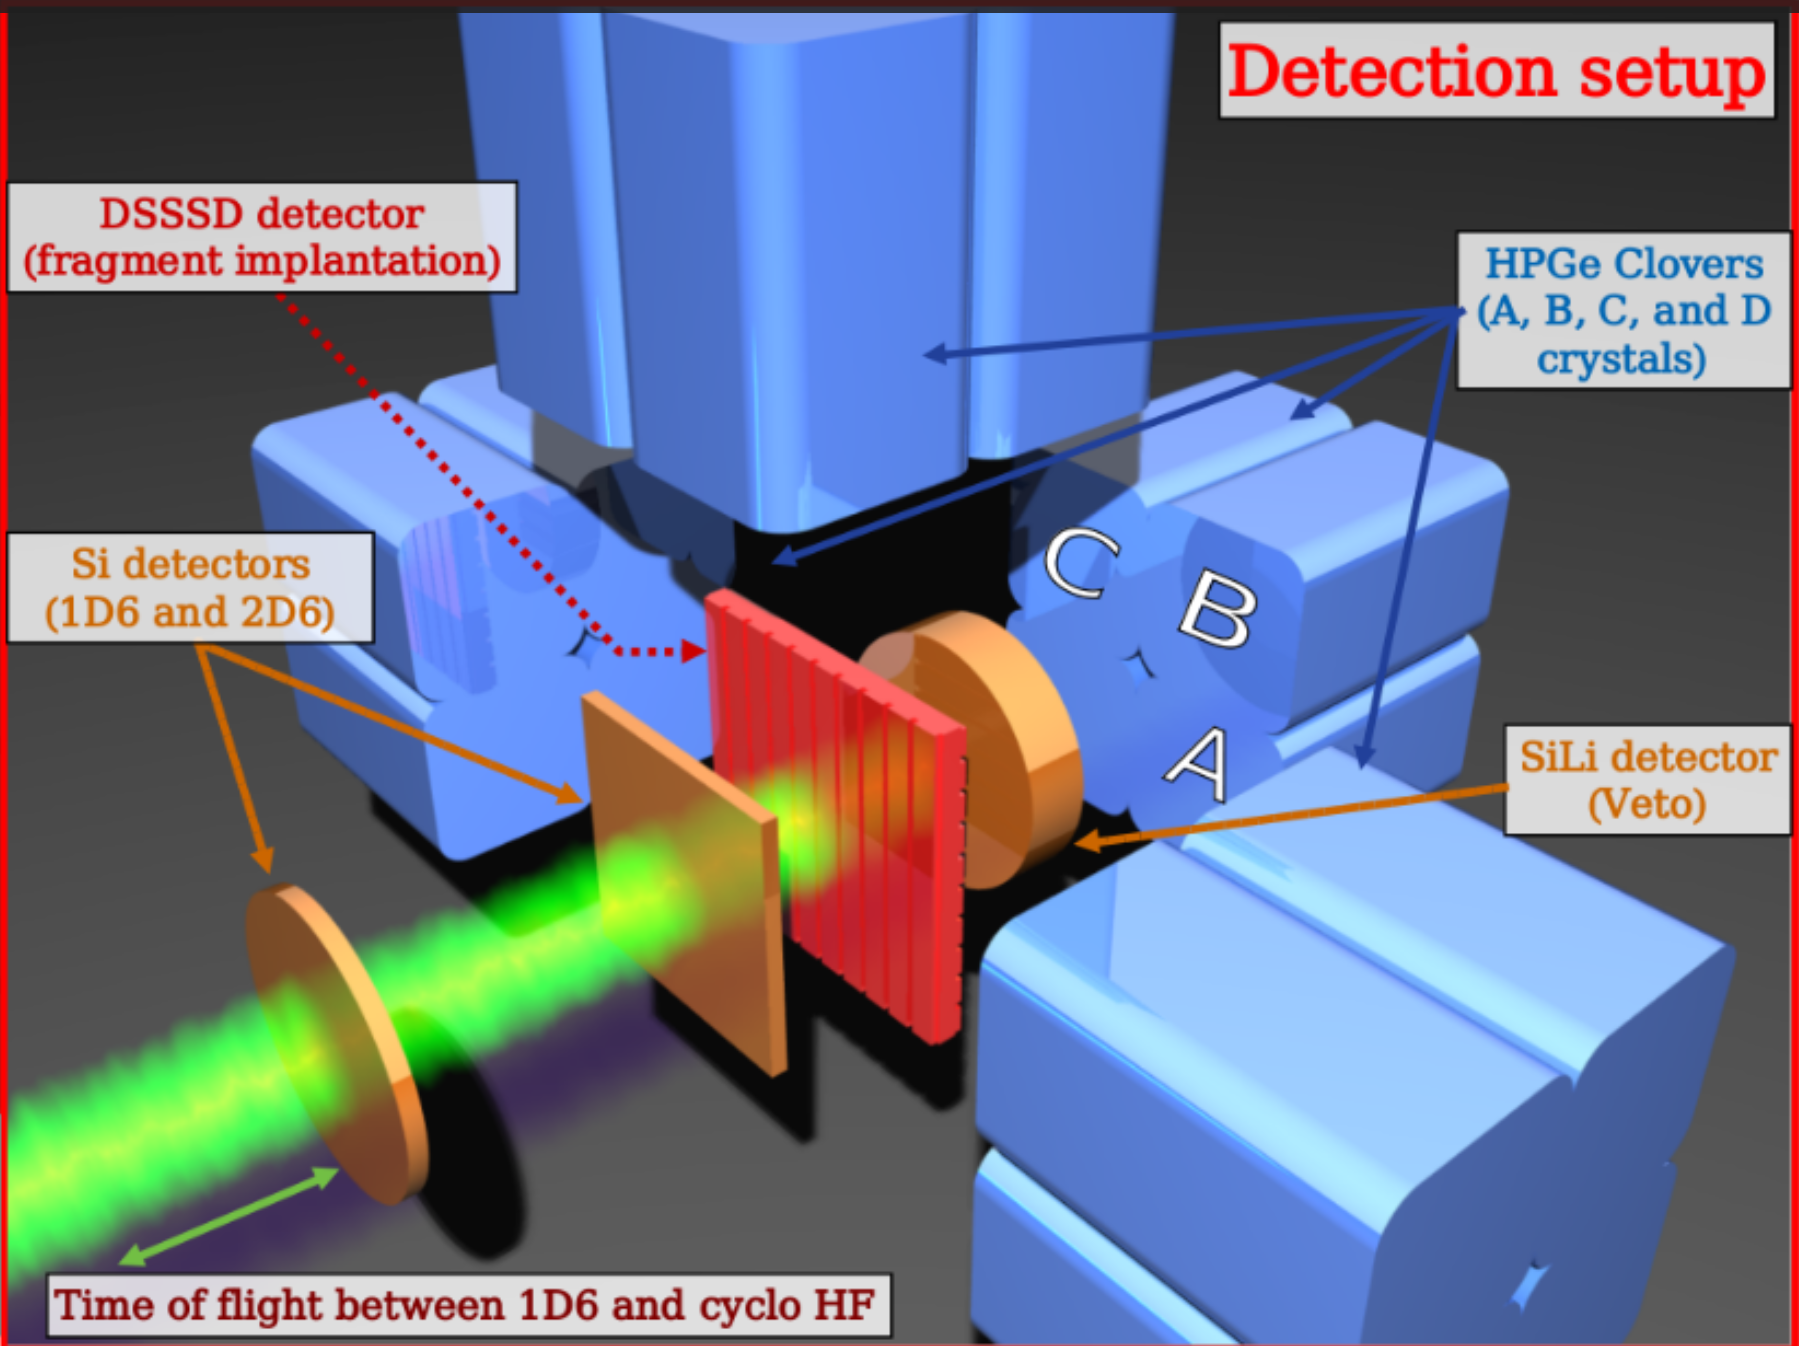 Detection setup
DSSSD detector
(fragment implantation)
HPGe Clovers
(A, B, C, and D
crystals)
Si detectors
(1D6 and 2D6)
C
B
A
SiLi detector
(Veto)
Time of flight between 1D6 and cyclo HF